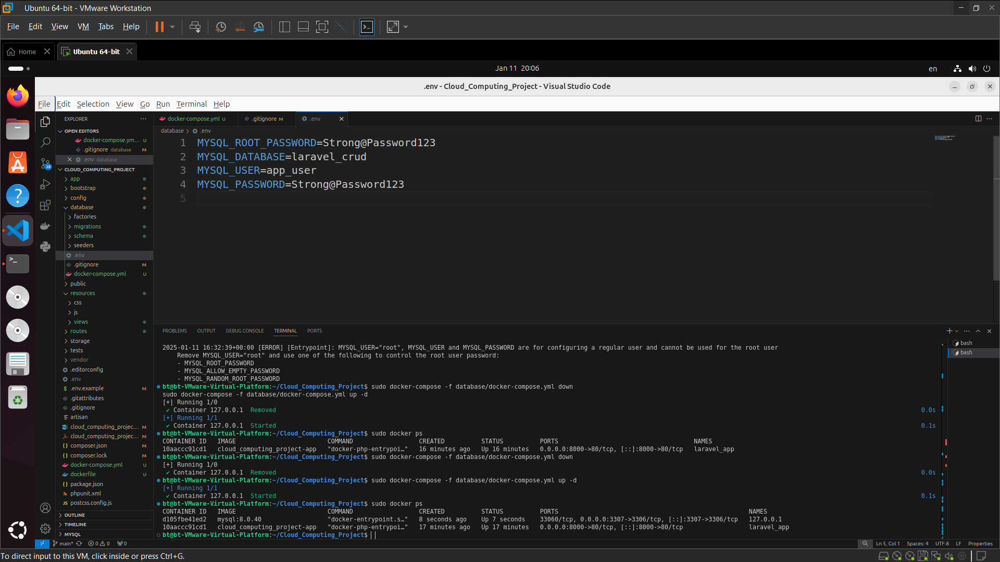 Ubuntu 64-bit - VMware Workstation
File Edit View VM Tabs Help
Home
Ubuntu 64-bit
Jan 11 20:06
en
.env - Cloud_Computing_Project - Visual Studio Code
File Edit Selection View Go Run Terminal Help
EXPLORER
OPEN EDITORS
docker-compose.ym... U
.gitignore database M
.env database
28
CLOUD_COMPUTING_PROJECT
app
bootstrap
config
database
factories
migrations
schema
seeders
.env
.gitignore M
docker-compose.yml U
public
resources
css
js
views
routes
storage
tests
vendor
.editorconfig
.env
.env.example M
.gitattributes
.gitignore
artisan
cloud_computing_projec... M
cloud_computing_projec... M
composer.json M
composer.lock M
docker-compose.yml U
dockerfile U
package.json
phpunit.xml
postcss.config.js
OUTLINE
TIMELINE
MYSQL
docker-compose.yml U
.gitignore M
.env
database > .env
1 MYSQL_ROOT_PASSWORD=Strong@Password123
2 MYSQL_DATABASE=laravel_crud
3 MYSQL_USER=app_user
4 MYSQL_PASSWORD=Strong@Password123
5
PROBLEMS OUTPUT DEBUG CONSOLE TERMINAL PORTS
bash
bash
2025-01-11 16:32:39+00:00 [ERROR] [Entrypoint]: MYSQL_USER="root", MYSQL_USER and MYSQL_PASSWORD are for configuring a regular user and cannot be used for the root user
Remove MYSQL_USER="root" and use one of the following to control the root user password:
- MYSQL_ROOT_PASSWORD
- MYSQL_ALLOW_EMPTY_PASSWORD
- MYSQL_RANDOM_ROOT_PASSWORD
bt@bt-VMware-Virtual-Platform:~/Cloud_Computing_Project$ sudo docker-compose -f database/docker-compose.yml down
sudo docker-compose -f database/docker-compose.yml up -d
[+] Running 1/0
✔ Container 127.0.0.1 Removed 0.0s
[+] Running 1/1
✔ Container 127.0.0.1 Started 0.1s
bt@bt-VMware-Virtual-Platform:~/Cloud_Computing_Project$ sudo docker ps
CONTAINER ID IMAGE COMMAND CREATED STATUS PORTS NAMES
10aaccc91cd1 cloud_computing_project-app "docker-php-entrypoi…" 16 minutes ago Up 16 minutes 0.0.0.0:8000->80/tcp, [::]:8000->80/tcp laravel_app
bt@bt-VMware-Virtual-Platform:~/Cloud_Computing_Project$ sudo docker-compose -f database/docker-compose.yml down
[+] Running 1/0
✔ Container 127.0.0.1 Removed 0.0s
bt@bt-VMware-Virtual-Platform:~/Cloud_Computing_Project$ sudo docker-compose -f database/docker-compose.yml up -d
[+] Running 1/1
✔ Container 127.0.0.1 Started 0.1s
bt@bt-VMware-Virtual-Platform:~/Cloud_Computing_Project$ sudo docker ps
CONTAINER ID IMAGE COMMAND CREATED STATUS PORTS NAMES
d105fbe41ed2 mysql:8.0.40 "docker-entrypoint.s…" 8 seconds ago Up 7 seconds 33060/tcp, 0.0.0.0:3307->3306/tcp, [::]:3307->3306/tcp 127.0.0.1
10aaccc91cd1 cloud_computing_project-app "docker-php-entrypoi…" 17 minutes ago Up 17 minutes 0.0.0.0:8000->80/tcp, [::]:8000->80/tcp laravel_app
bt@bt-VMware-Virtual-Platform:~/Cloud_Computing_Project$
main* 0 0 0 Ln 5, Col 1 Spaces: 4 UTF-8 LF Properties
To direct input to this VM, click inside or press Ctrl+G.